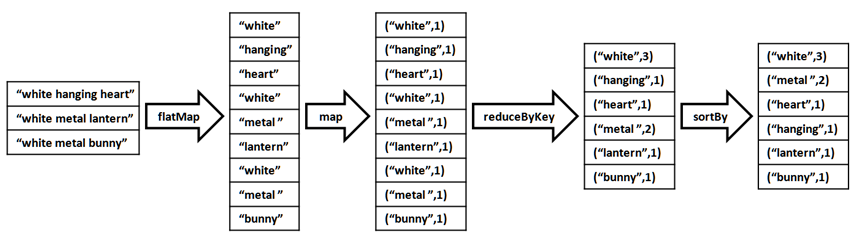 “white hanging heart”
“white metal lantern”
“white metal bunny”
flatMap
“white”
“hanging”
“heart”
“white”
“metal ”
“lantern”
“white”
“metal ”
“bunny”
map
(“white”,1)
(“hanging”,1)
(“heart”,1)
(“white”,1)
(“metal ”,1)
(“lantern”,1)
(“white”,1)
(“metal ”,1)
(“bunny”,1)
reduceByKey
(“white”,3)
(“hanging”,1)
(“heart”,1)
(“metal ”,2)
(“lantern”,1)
(“bunny”,1)
sortBy
(“white”,3)
(“metal ”,2)
(“heart”,1)
(“hanging”,1)
(“lantern”,1)
(“bunny”,1)